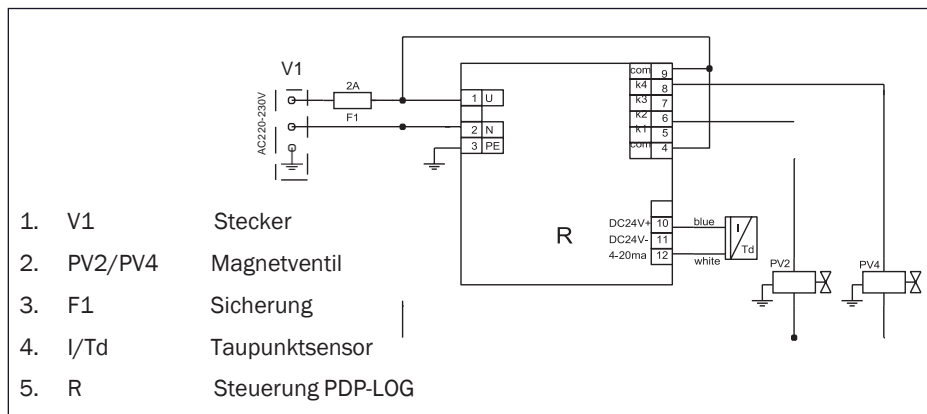 V1
AC220-230V
2A
F1
1 U
2 N
3 PE
com 9
k4 8
k3 7
k2 6
k1 5
com 4
R
DC24V+ 10
DC24V- 11
4-20ma 12
blue
white
I
Td
PV2
PV4
1. V1 Stecker
2. PV2/PV4 Magnetventil
3. F1 Sicherung
4. I/Td Taupunktsensor
5. R Steuerung PDP-LOG